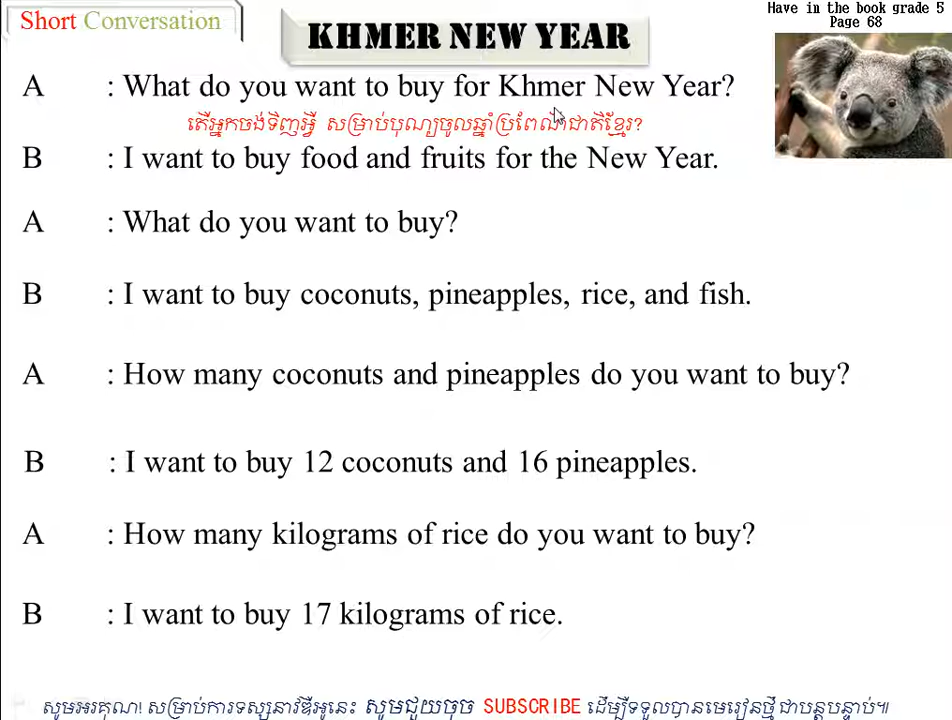 Short Conversation
KHMER NEW YEAR
Have in the book grade 5
Page 68
A : What do you want to buy for Khmer New Year?
តើអ្នកចង់ទិញអ្វី សម្រាប់បុណ្យចូលឆ្នាំប្រពៃណីជាតិខ្មែរ?
B : I want to buy food and fruits for the New Year.
A : What do you want to buy?
B : I want to buy coconuts, pineapples, rice, and fish.
A : How many coconuts and pineapples do you want to buy?
B : I want to buy 12 coconuts and 16 pineapples.
A : How many kilograms of rice do you want to buy?
B : I want to buy 17 kilograms of rice.
សូមអរគុណ! សម្រាប់ការទស្សនាវីឌីអូនេះ សូមជួយចុច SUBSCRIBE ដើម្បីទទួលបានមេរៀនថ្មីជាបន្តបន្ទាប់៕